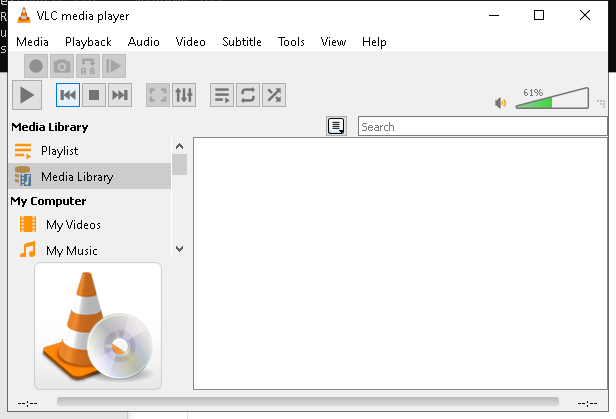 VLC media player
Media Playback Audio Video Subtitle Tools View Help
A B
61%
Media Library
Search
Playlist
Media Library
My Computer
My Videos
My Music
--:-- --:--